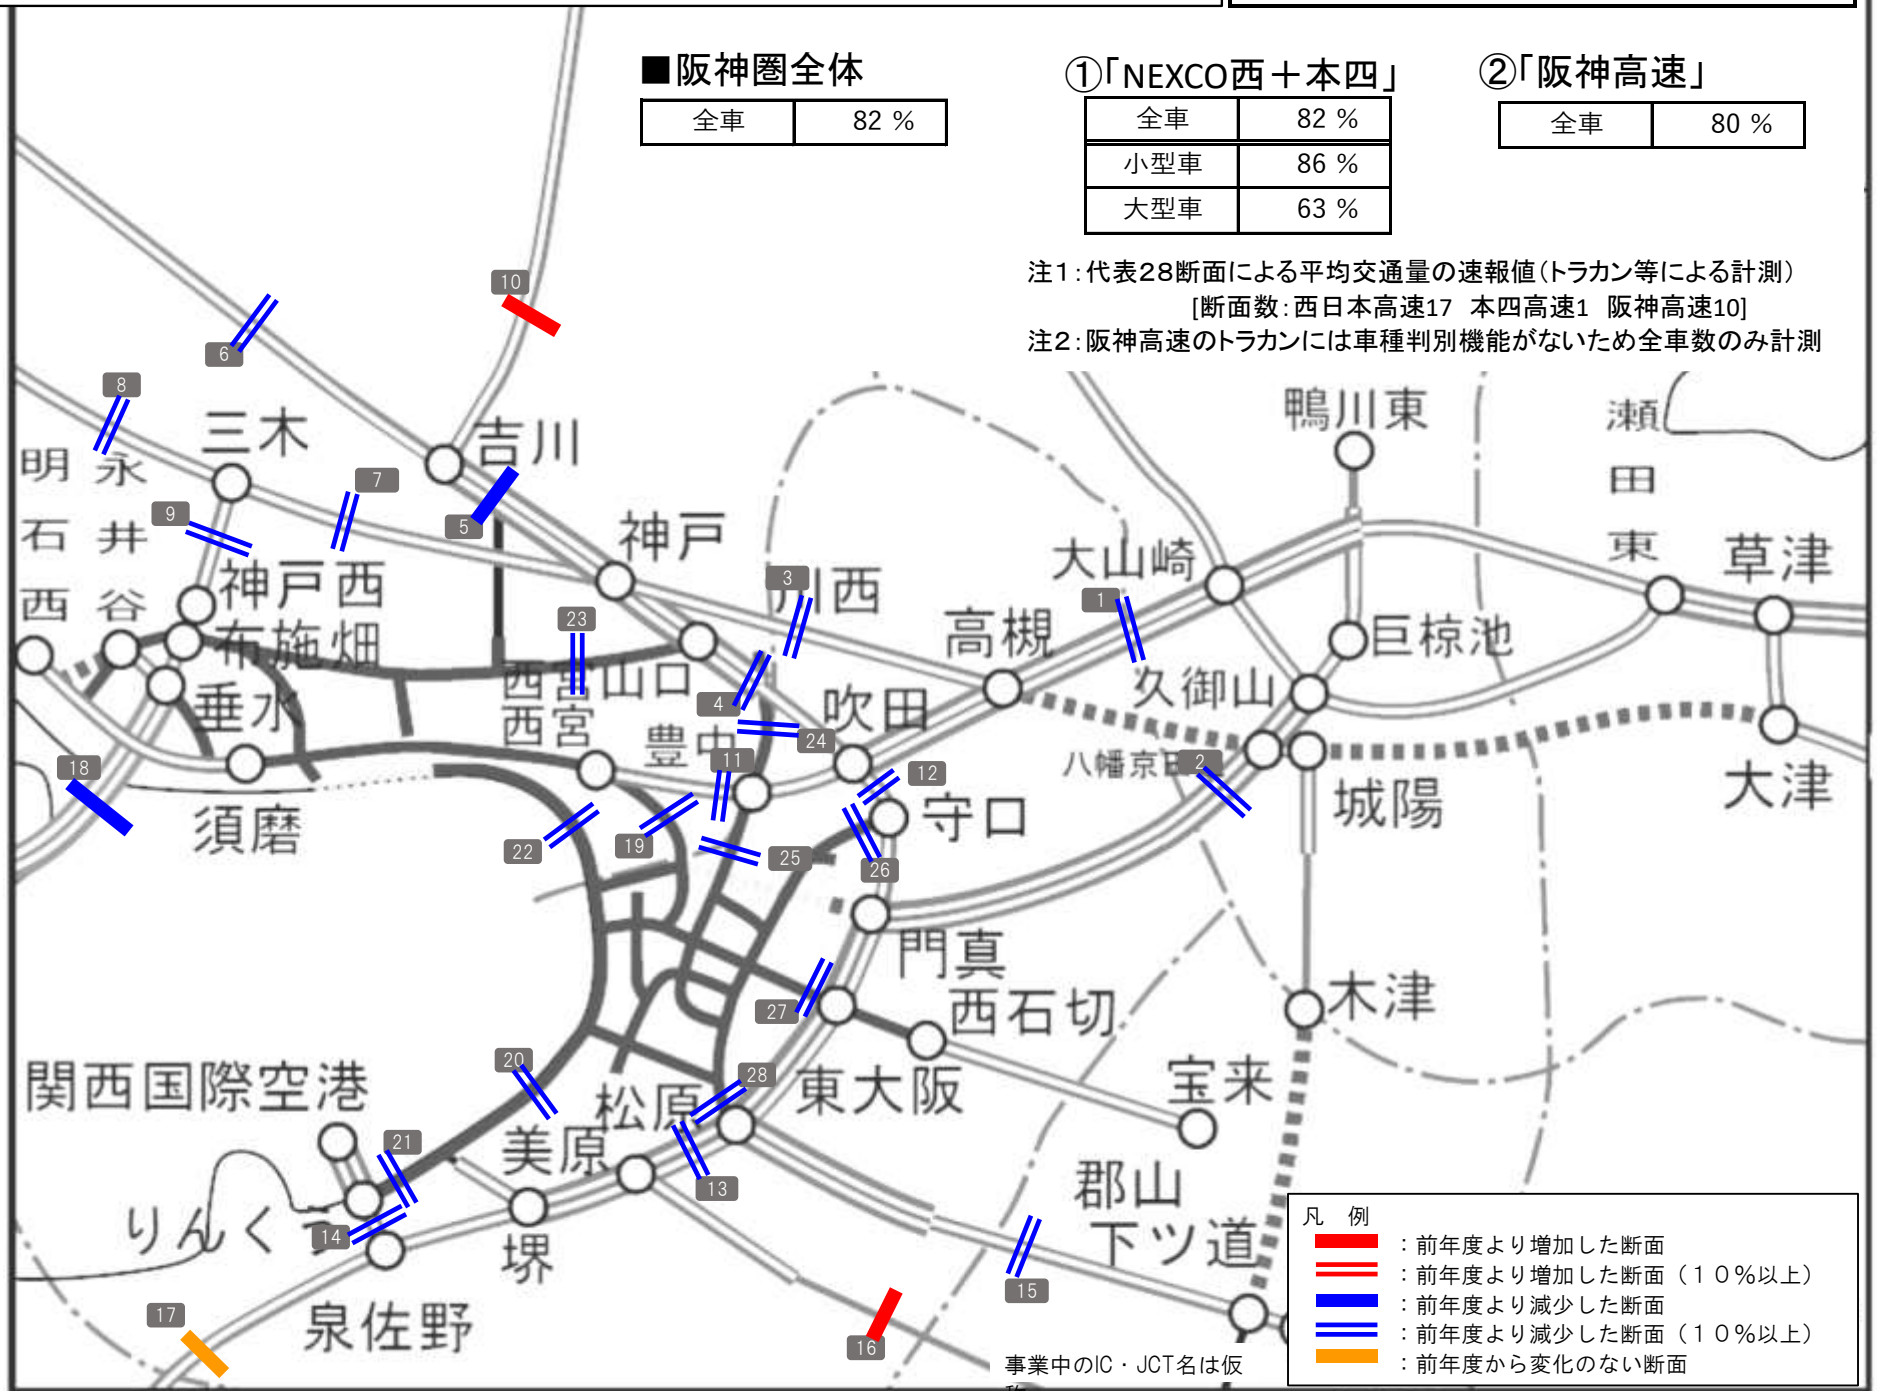 ■阪神圏全体
全車 82 %
①「NEXCO西＋本四」
全車 82 %
小型車 86 %
大型車 63 %
②「阪神高速」
全車 80 %
注1：代表28断面による平均交通量の速報値（トラカン等による計測）
[断面数：西日本高速17 本四高速1 阪神高速10]
注2：阪神高速のトラカンには車種判別機能がないため全車数のみ計測
10
6
8
三木
吉川
鴨川東
瀬田東
明石西
永井谷
7
9
5
神戸
大山崎
草津
神戸西
3
川西
1
高槻
23
布施畑
巨椋池
西宮山口
久御山
垂水
4
吹田
西宮
豊中
24
11
12
八幡京田
2
18
大津
須磨
守口
城陽
22
19
25
26
門真
木津
27
西石切
関西国際空港
20
松原
28
東大阪
宝来
21
美原
13
郡山
下ツ道
りんくう
14
堺
15
17
泉佐野
16
事業中のIC・JCT名は仮
称
凡 例
：前年度より増加した断面
：前年度より増加した断面（１０％以上）
：前年度より減少した断面
：前年度より減少した断面（１０％以上）
：前年度から変化のない断面